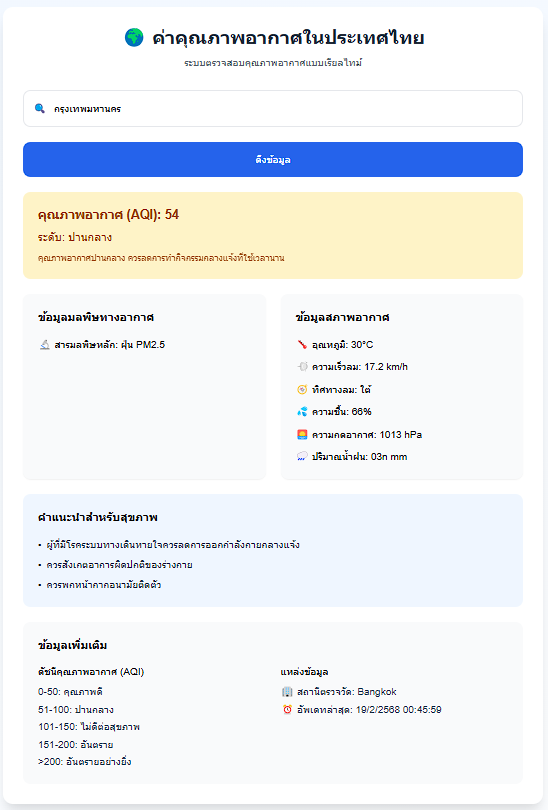 ค่าคุณภาพอากาศในประเทศไทย
ระบบตรวจสอบคุณภาพอากาศแบบเรียลไทม์
กรุงเทพมหานคร
ดึงข้อมูล
คุณภาพอากาศ (AQI): 54
ระดับ: ปานกลาง
คุณภาพอากาศปานกลาง ควรลดการทำกิจกรรมกลางแจ้งที่ใช้เวลานาน
ข้อมูลมลพิษทางอากาศ
สารมลพิษหลัก: ฝุ่น PM2.5
ข้อมูลสภาพอากาศ
อุณหภูมิ: 30°C
ความเร็วลม: 17.2 km/h
ทิศทางลม: ใต้
ความชื้น: 66%
ความกดอากาศ: 1013 hPa
ปริมาณน้ำฝน: 03n mm
คำแนะนำสำหรับสุขภาพ
• ผู้ที่มีโรคระบบทางเดินหายใจควรลดการออกกำลังกายกลางแจ้ง
• ควรสังเกตอาการผิดปกติของร่างกาย
• ควรพกหน้ากากอนามัยติดตัว
ข้อมูลเพิ่มเติม
ดัชนีคุณภาพอากาศ (AQI)
0-50: คุณภาพดี
51-100: ปานกลาง
101-150: ไม่ดีต่อสุขภาพ
151-200: อันตราย
>200: อันตรายอย่างยิ่ง
แหล่งข้อมูล
สถานีตรวจวัด: Bangkok
อัพเดทล่าสุด: 19/2/2568 00:45:59